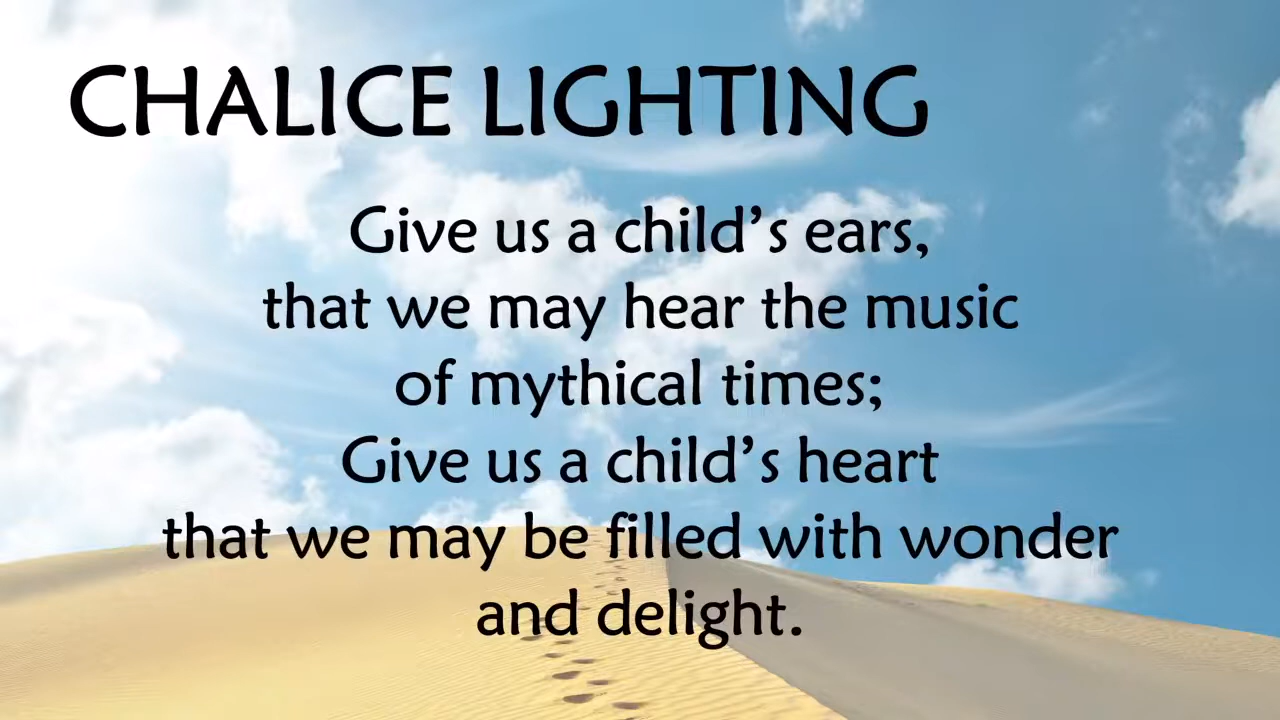 CHALICE LIGHTING
Give us a child’s ears,
that we may hear the music
of mythical times;
Give us a child’s heart
that we may be filled with wonder
and delight.